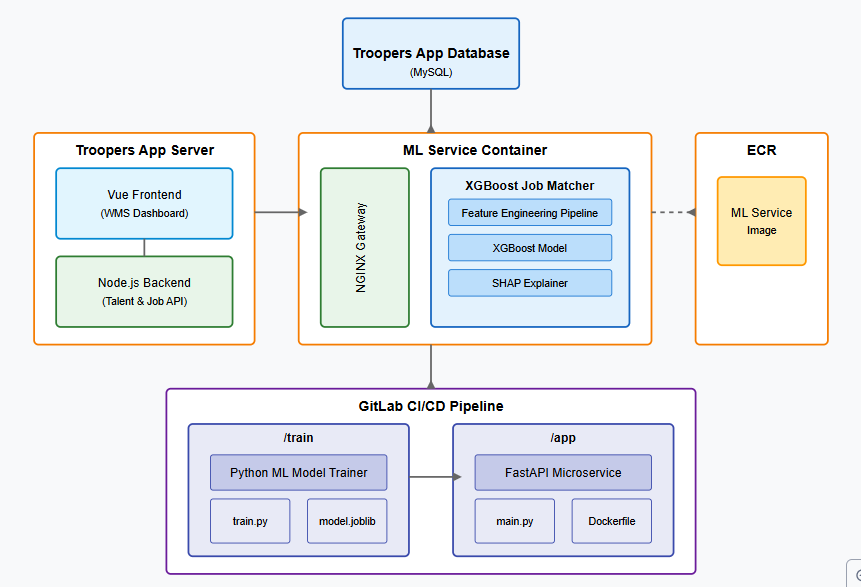 Troopers App Database
(MySQL)
Troopers App Server
Vue Frontend
(WMS Dashboard)
Node.js Backend
(Talent & Job API)
ML Service Container
NGINX Gateway
XGBoost Job Matcher
Feature Engineering Pipeline
XGBoost Model
SHAP Explainer
ECR
ML Service
Image
GitLab CI/CD Pipeline
/train
Python ML Model Trainer
train.py
model.joblib
/app
FastAPI Microservice
main.py
Dockerfile